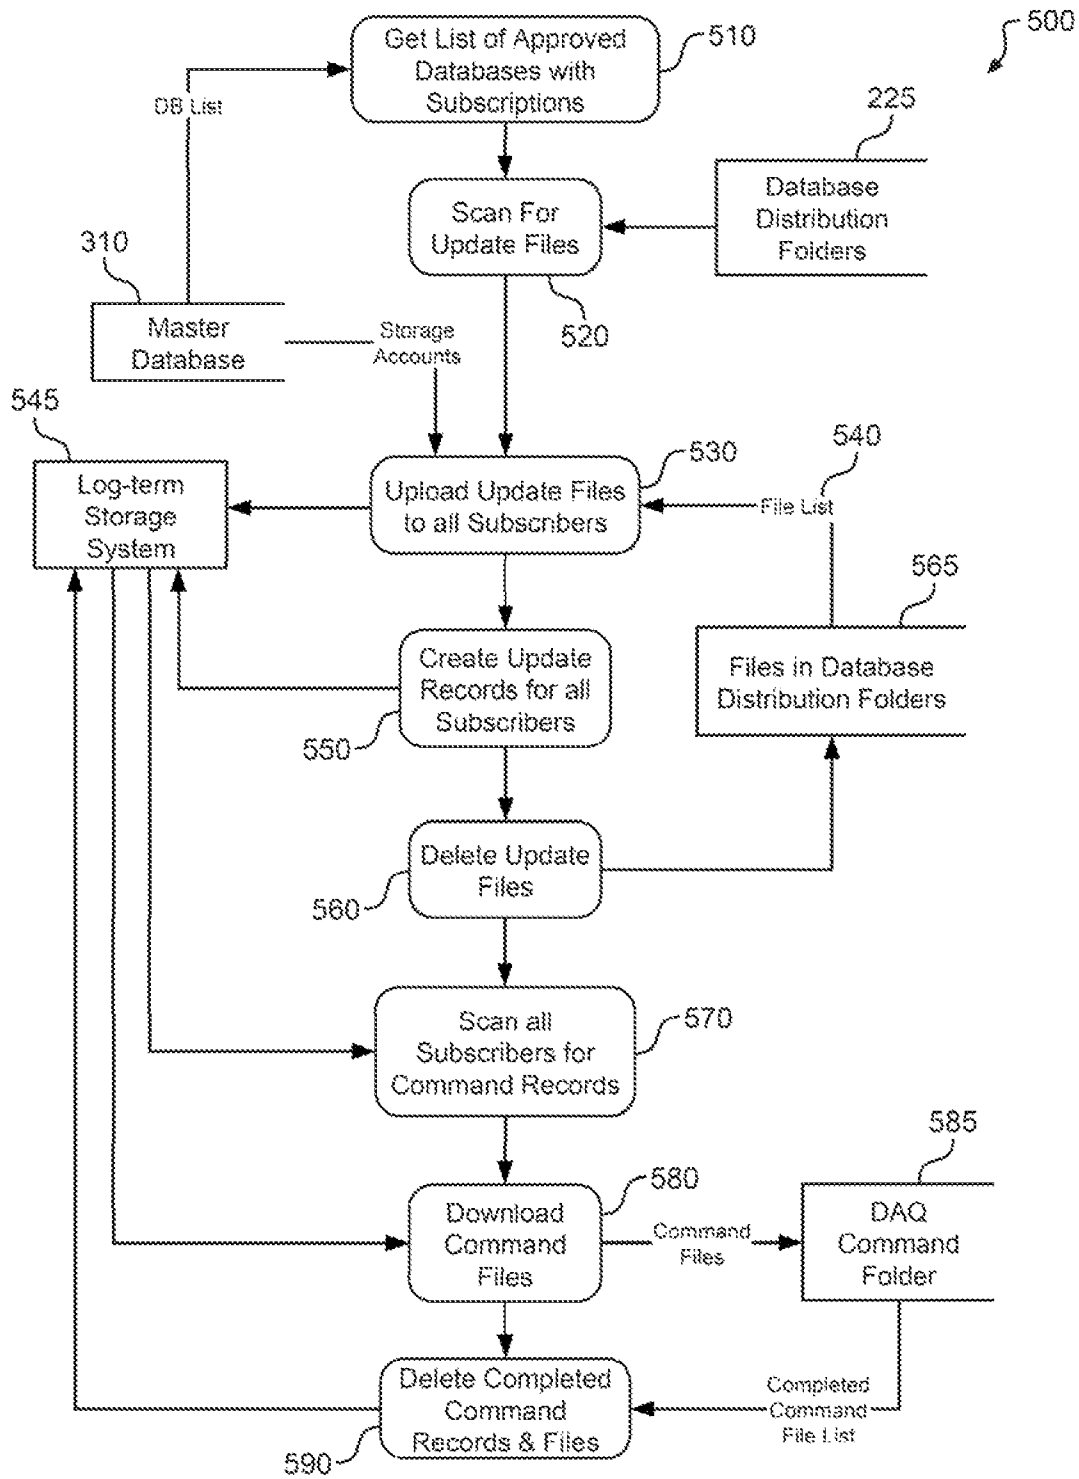 500
Get List of Approved
Databases with
Subscriptions
510
DB List
225
Database
Distribution
Folders
Scan For
Update Files
520
310
Master
Database
Storage
Accounts
545
Log-term
Storage
System
Upload Update Files
to all Subscribers
530
540
File List
565
Files in Database
Distribution Folders
Create Update
Records for all
Subscribers
550
Delete Update
Files
560
Scan all
Subscribers for
Command Records
570
585
DAQ
Command
Folder
Download
Command
Files
580
Command
Files
Completed
Command
File List
Delete Completed
Command
Records & Files
590